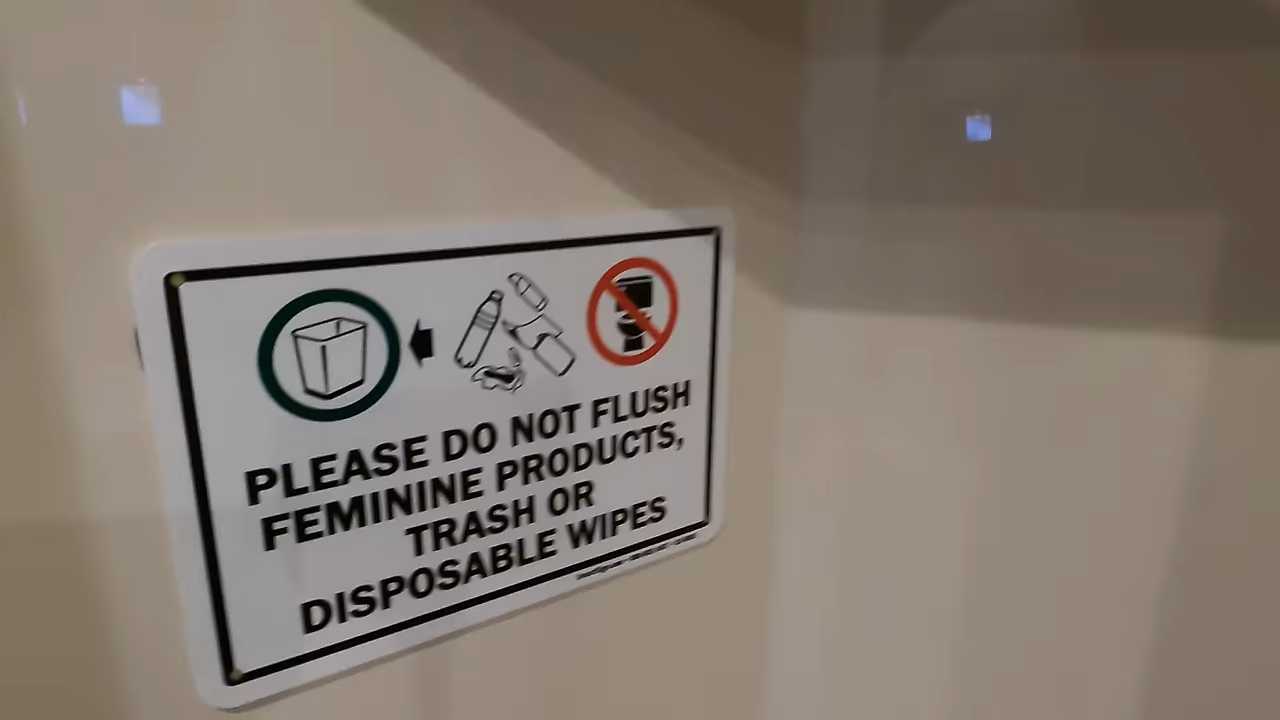 PLEASE DO NOT FLUSH
FEMININE PRODUCTS,
TRASH OR
DISPOSABLE WIPES